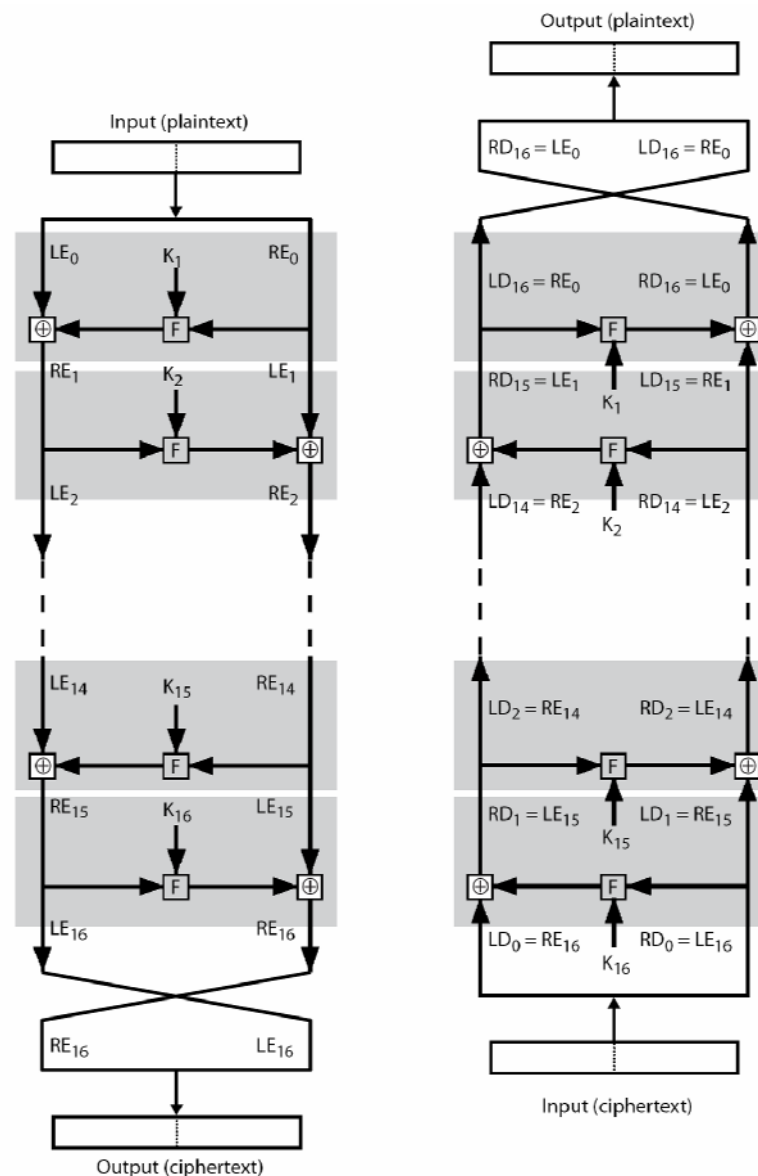 Input (plaintext)
LE₀ K₁ RE₀
⊕ F
RE₁ K₂ LE₁
F ⊕
LE₂ RE₂
LE₁₄ K₁₅ RE₁₄
⊕ F
RE₁₅ K₁₆ LE₁₅
F ⊕
LE₁₆ RE₁₆
RE₁₆ LE₁₆
Output (ciphertext)
Output (plaintext)
RD₁₆ = LE₀ LD₁₆ = RE₀
LD₁₆ = RE₀ RD₁₆ = LE₀
F ⊕
RD₁₅ = LE₁ K₁ LD₁₅ = RE₁
⊕ F
LD₁₄ = RE₂ K₂ RD₁₄ = LE₂
LD₂ = RE₁₄ RD₂ = LE₁₄
F ⊕
RD₁ = LE₁₅ K₁₅ LD₁ = RE₁₅
⊕ F
LD₀ = RE₁₆ K₁₆ RD₀ = LE₁₆
Input (ciphertext)